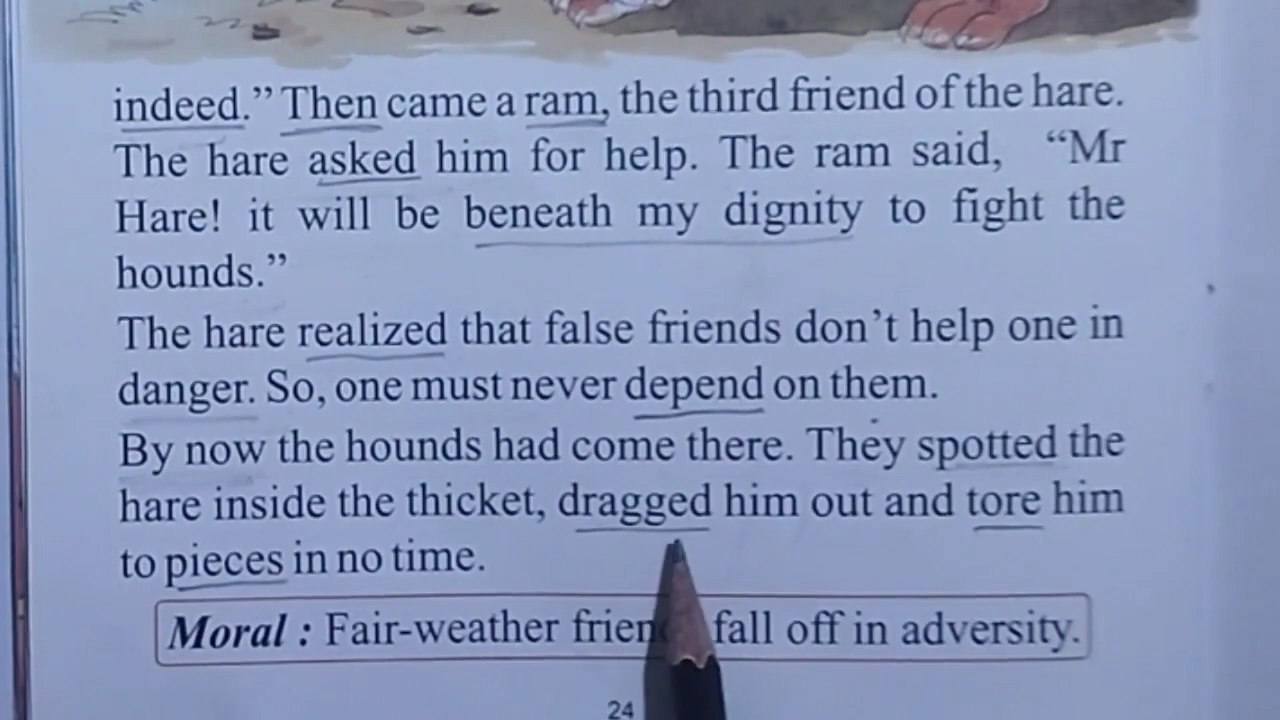 indeed.” Then came a ram, the third friend of the hare.
The hare asked him for help. The ram said, “Mr
Hare! it will be beneath my dignity to fight the
hounds.”
The hare realized that false friends don’t help one in
danger. So, one must never depend on them.
By now the hounds had come there. They spotted the
hare inside the thicket, dragged him out and tore him
to pieces in no time.
Moral : Fair-weather fall off in adversity.
24